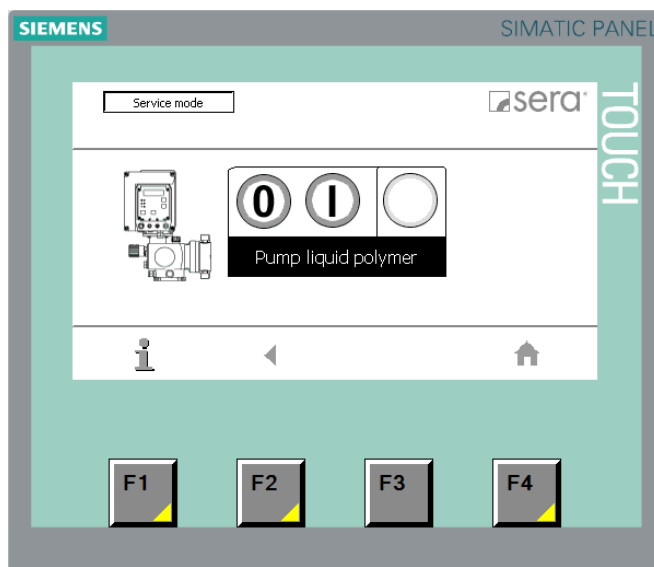 SIEMENS
SIMATIC PANEL
Service mode
sera
TOUCH
0 I
Pump liquid polymer
i
F1 F2 F3 F4